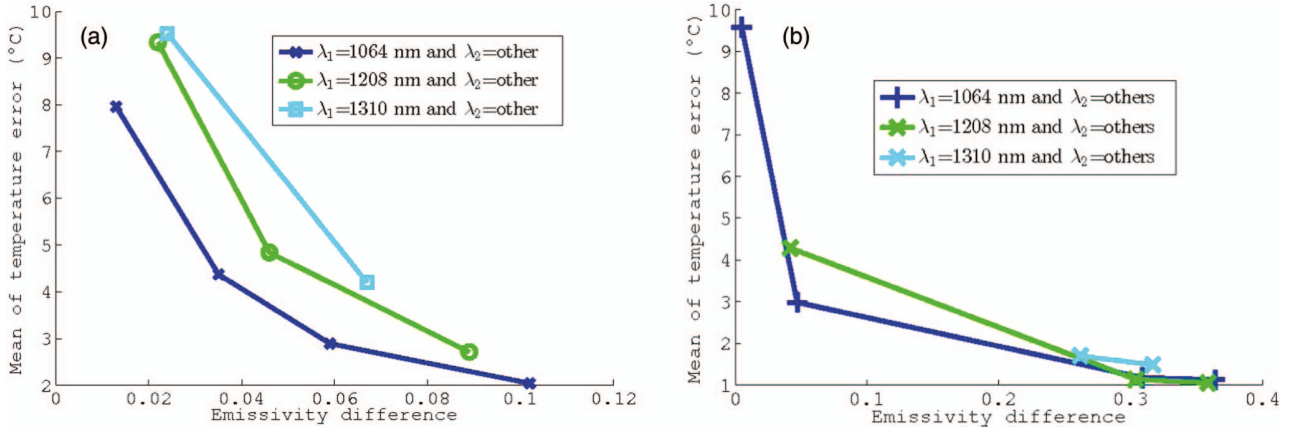 (a)
Mean of temperature error (°C)
10
9
8
7
6
5
4
3
2
λ1=1064 nm and λ2=other
λ1=1208 nm and λ2=other
λ1=1310 nm and λ2=other
0 0.02 0.04 0.06 0.08 0.1 0.12
Emissivity difference
(b)
Mean of temperature error (°C)
10
9
8
7
6
5
4
3
2
1
λ1=1064 nm and λ2=others
λ1=1208 nm and λ2=others
λ1=1310 nm and λ2=others
0 0.1 0.2 0.3 0.4
Emissivity difference